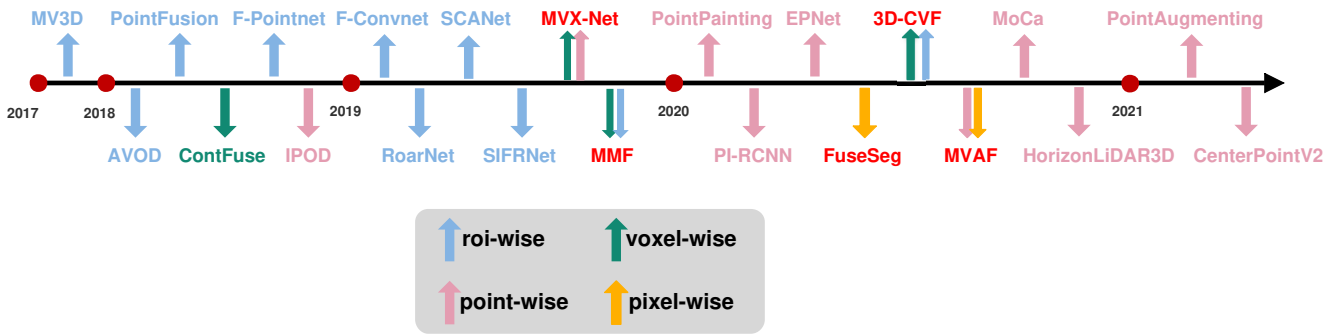 MV3D PointFusion F-Pointnet F-Convnet SCANet MVX-Net PointPainting EPNet 3D-CVF MoCa PointAugmenting
2017 2018 2019 2020 2021
AVOD ContFuse IPOD RoarNet SIFRNet MMF PI-RCNN FuseSeg MVAF HorizonLiDAR3D CenterPointV2
roi-wise voxel-wise
point-wise pixel-wise